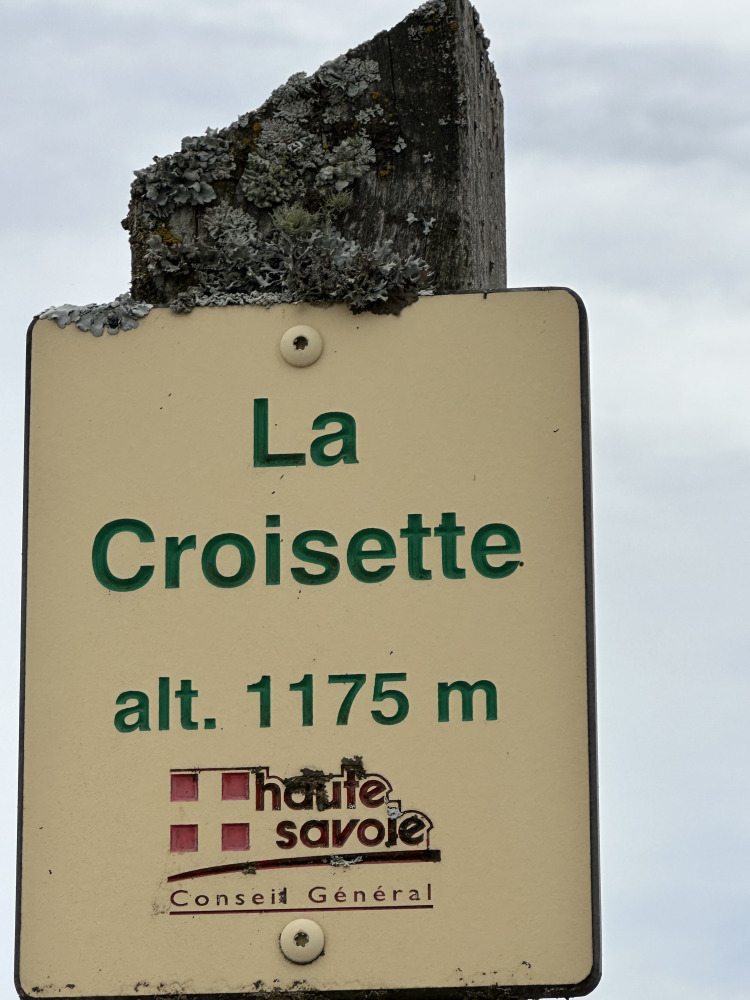 La
Croisette
alt. 1175 m
haute
savoie
Conseil Général